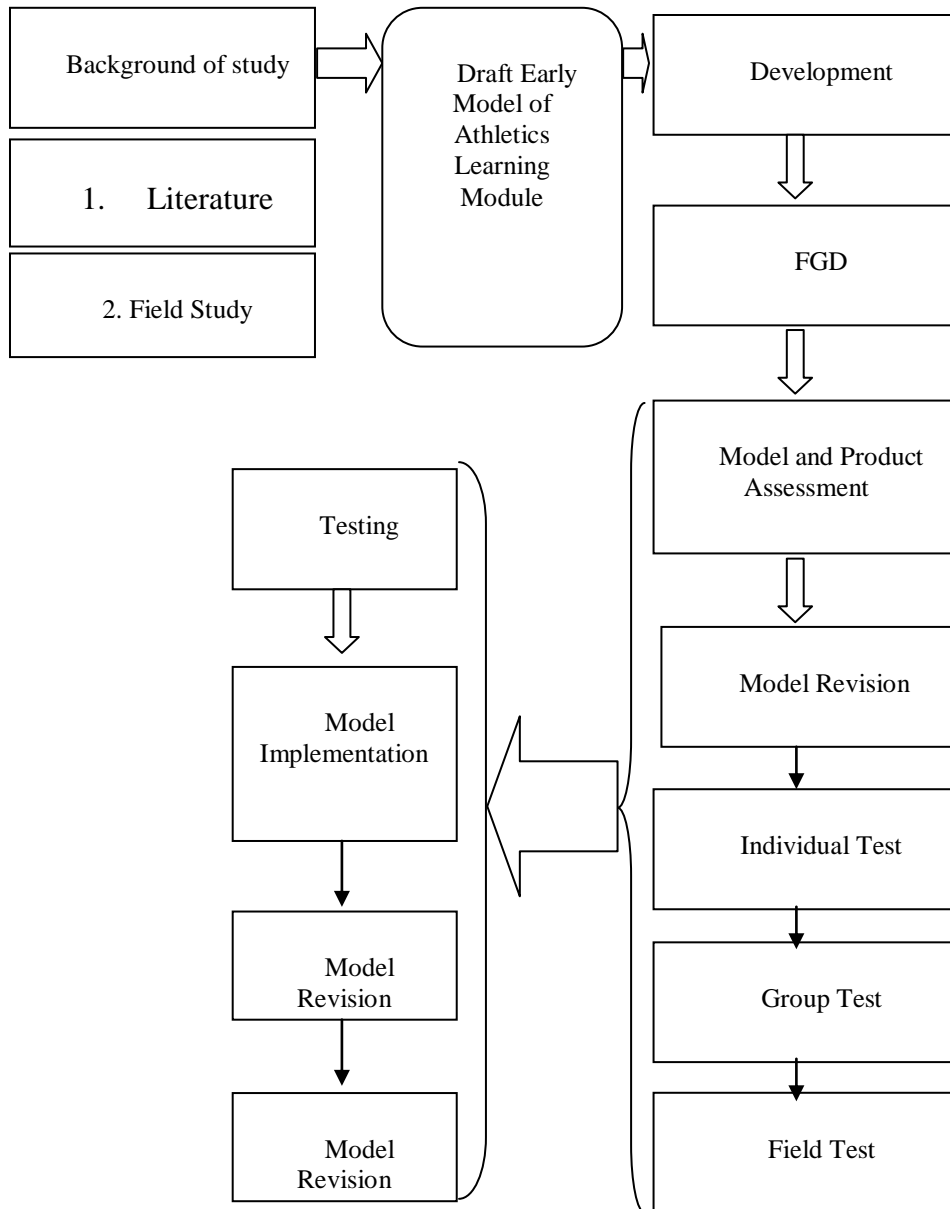 Background of study
1. Literature
2. Field Study
Draft Early
Model of
Athletics
Learning
Module
Development
FGD
Model and Product
Assessment
Model Revision
Individual Test
Group Test
Field Test
Testing
Model
Implementation
Model
Revision
Model
Revision